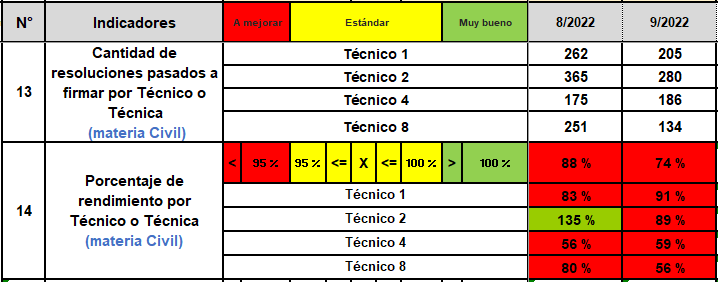 N° Indicadores A mejorar Estándar Muy bueno 8/2022 9/2022
13 Cantidad de resoluciones pasados a firmar por Técnico o Técnica (materia Civil)
Técnico 1 262 205
Técnico 2 365 280
Técnico 4 175 186
Técnico 8 251 134
14 Porcentaje de rendimiento por Técnico o Técnica (materia Civil)
< 95 % 95 % <= X <= 100 % > 100 % 88 % 74 %
Técnico 1 83 % 91 %
Técnico 2 135 % 89 %
Técnico 4 56 % 59 %
Técnico 8 80 % 56 %